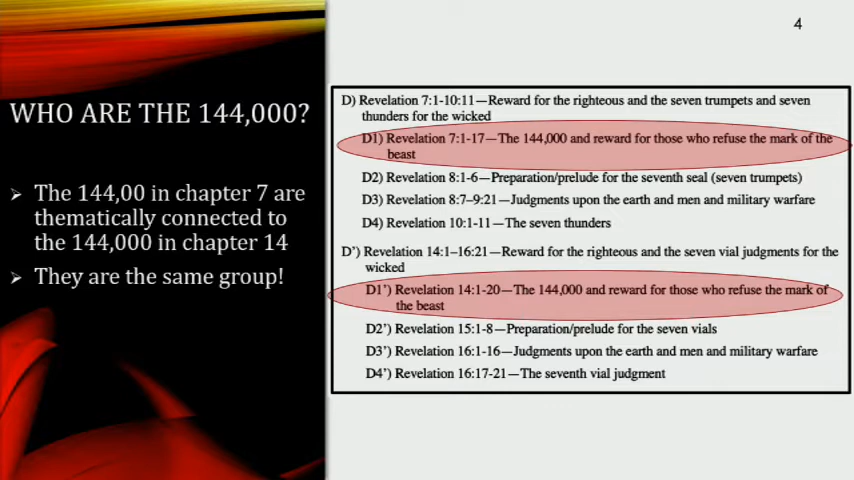 4
WHO ARE THE 144,000?
The 144,00 in chapter 7 are
thematically connected to
the 144,000 in chapter 14
They are the same group!
D) Revelation 7:1-10:11—Reward for the righteous and the seven trumpets and seven
thunders for the wicked
D1) Revelation 7:1-17—The 144,000 and reward for those who refuse the mark of the
beast
D2) Revelation 8:1-6—Preparation/prelude for the seventh seal (seven trumpets)
D3) Revelation 8:7–9:21—Judgments upon the earth and men and military warfare
D4) Revelation 10:1-11—The seven thunders
D’) Revelation 14:1–16:21—Reward for the righteous and the seven vial judgments for the
wicked
D1’) Revelation 14:1-20—The 144,000 and reward for those who refuse the mark of
the beast
D2’) Revelation 15:1-8—Preparation/prelude for the seven vials
D3’) Revelation 16:1-16—Judgments upon the earth and men and military warfare
D4’) Revelation 16:17-21—The seventh vial judgment